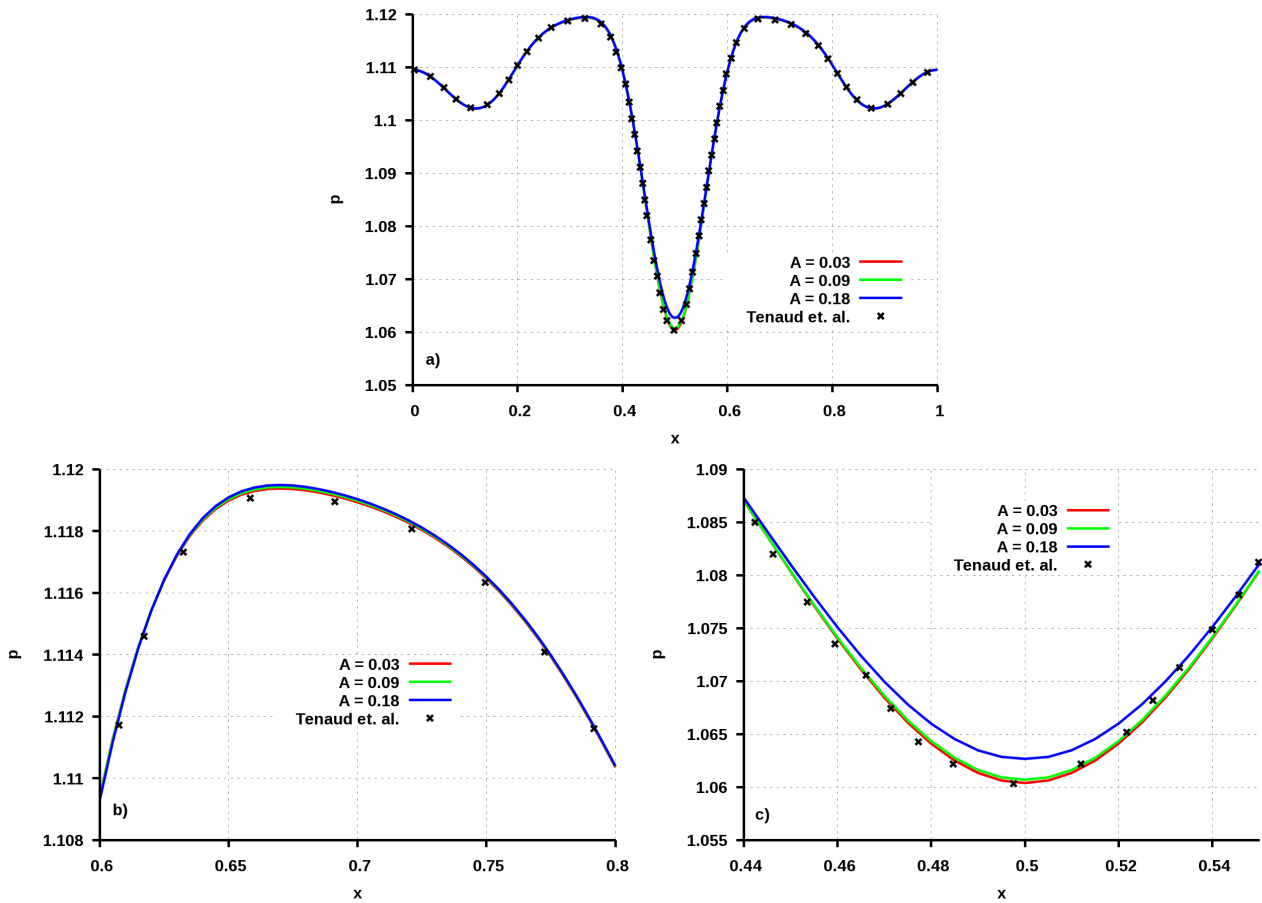 1.12
1.11
1.1
1.09
1.08
1.07
1.06
1.05
p
A = 0.03
A = 0.09
A = 0.18
Tenaud et. al.
a)
0 0.2 0.4 0.6 0.8 1
x
1.12
1.118
1.116
1.114
1.112
1.11
1.108
p
A = 0.03
A = 0.09
A = 0.18
Tenaud et. al.
b)
0.6 0.65 0.7 0.75 0.8
x
1.09
1.085
1.08
1.075
1.07
1.065
1.06
1.055
p
A = 0.03
A = 0.09
A = 0.18
Tenaud et. al.
c)
0.44 0.46 0.48 0.5 0.52 0.54
x